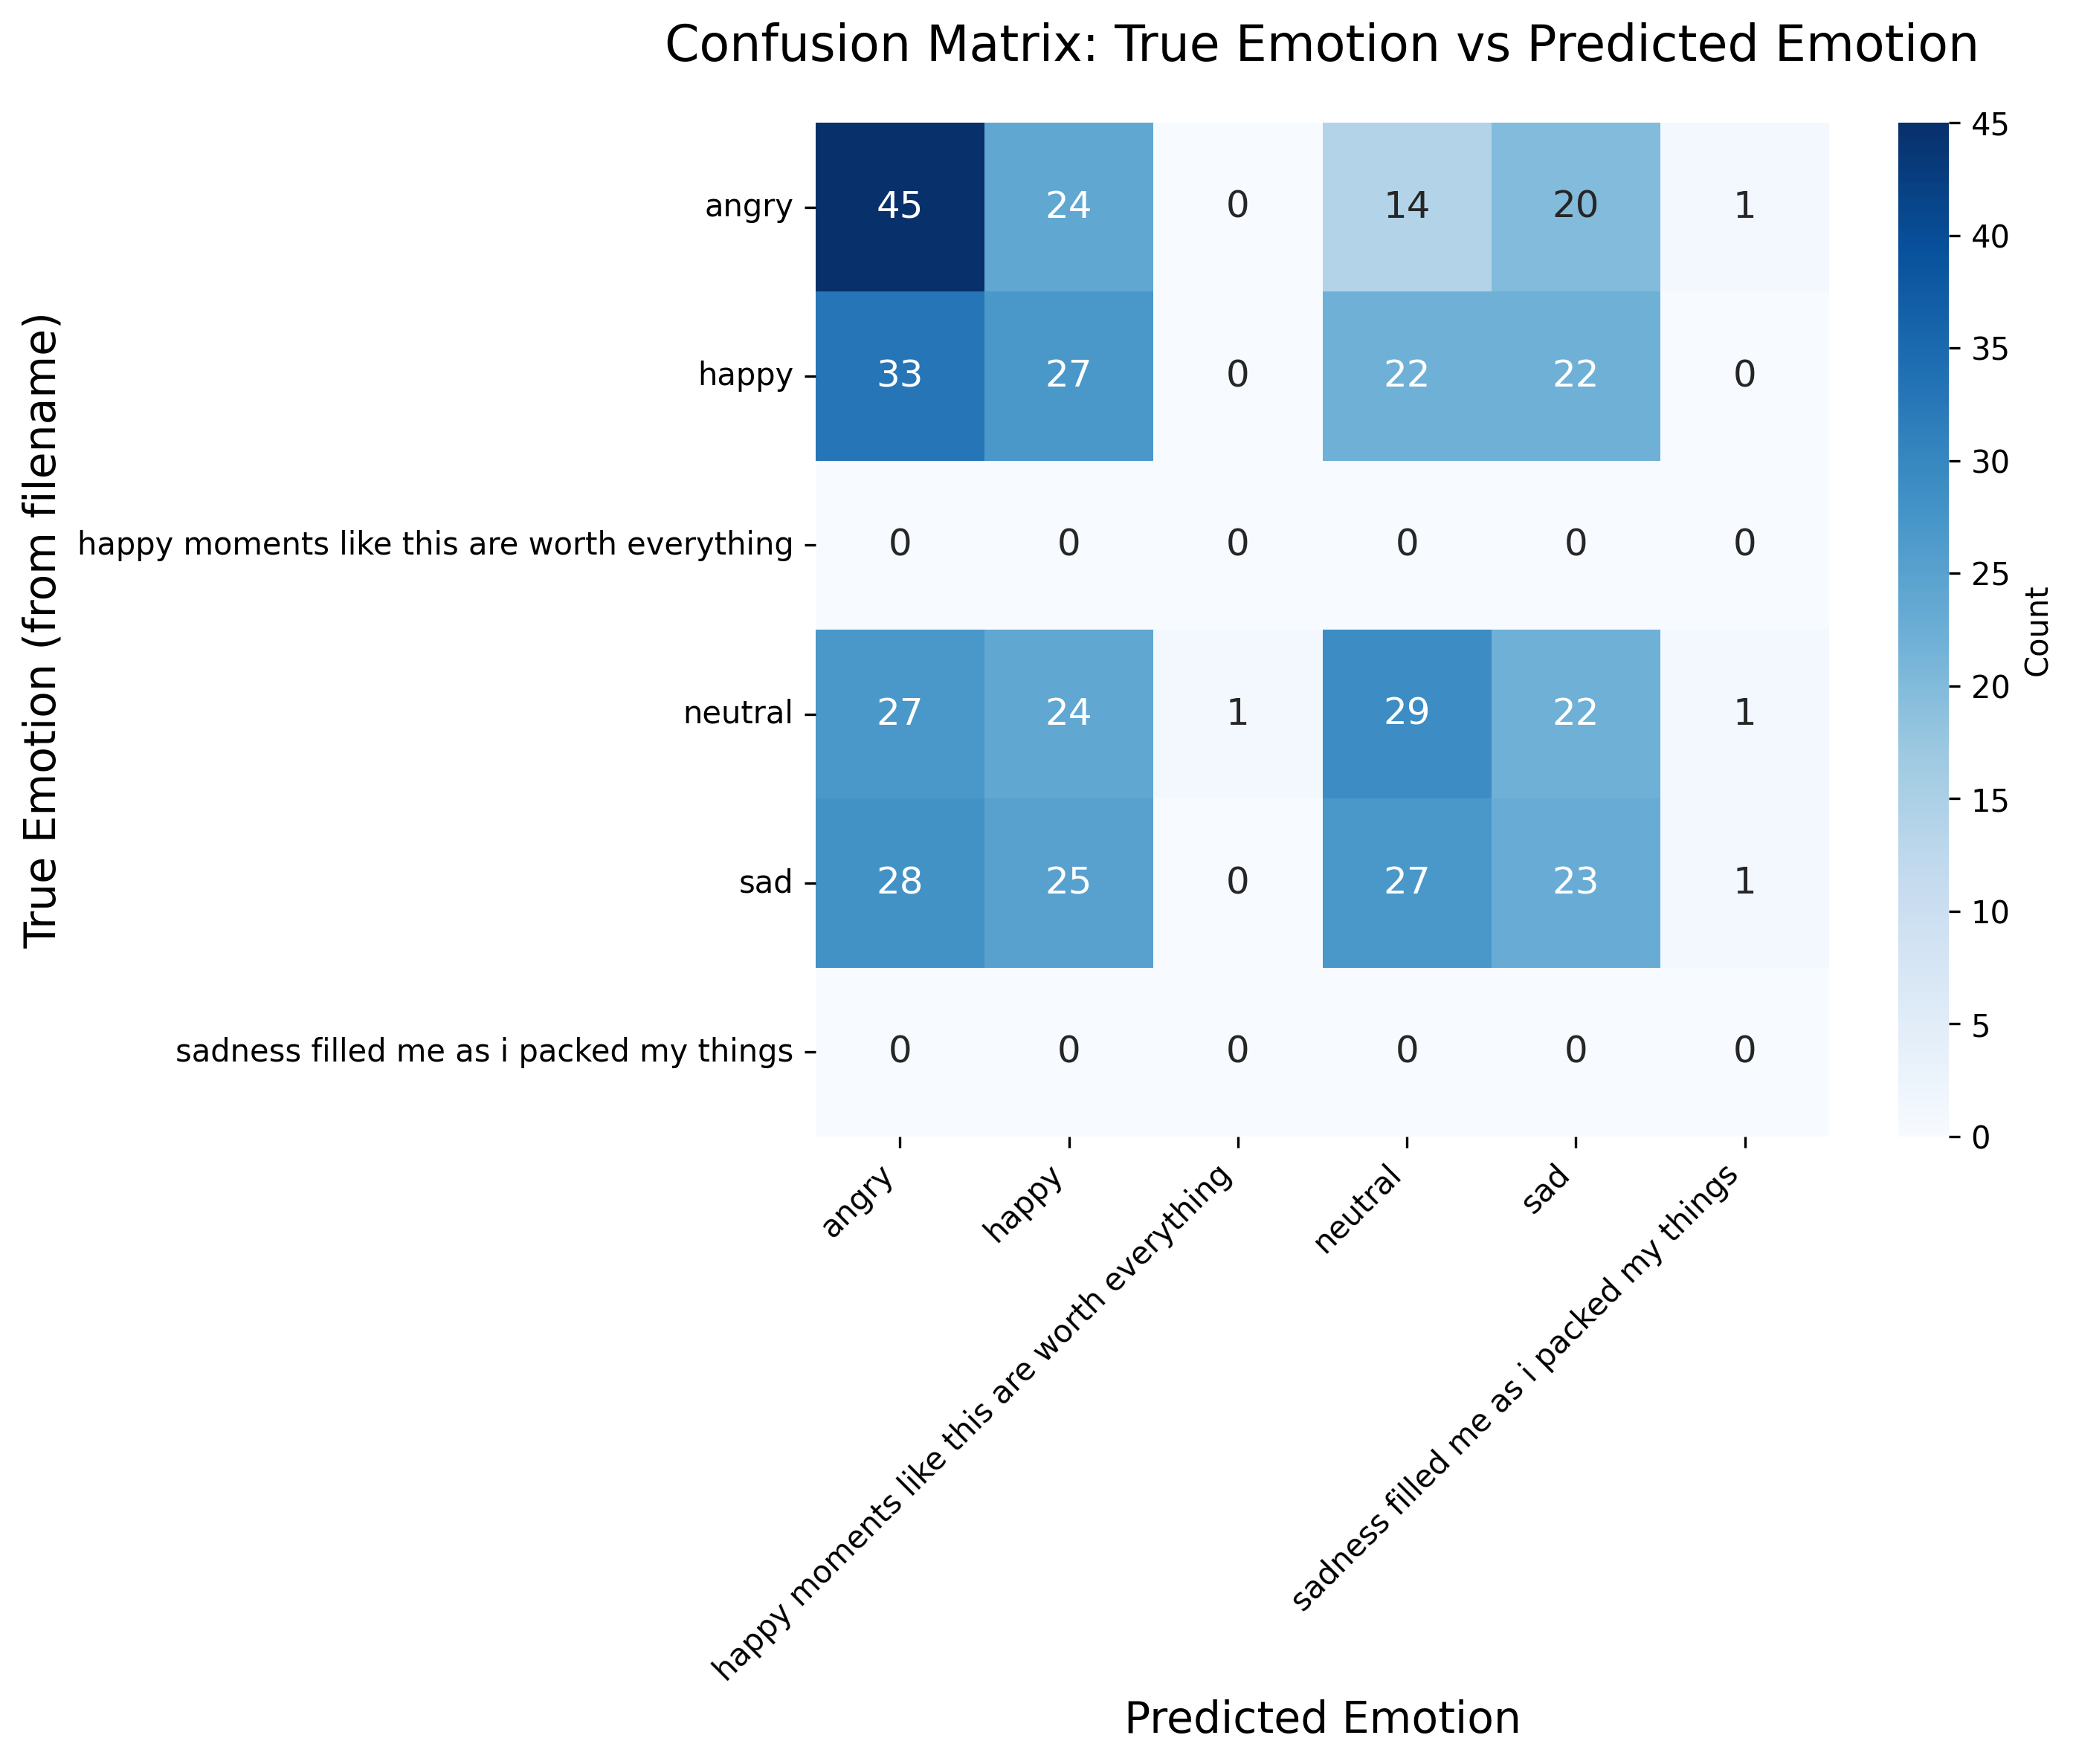 Confusion Matrix: True Emotion vs Predicted Emotion
True Emotion (from filename)
angry 45 24 0 14 20 1
happy 33 27 0 22 22 0
happy moments like this are worth everything 0 0 0 0 0 0
neutral 27 24 1 29 22 1
sad 28 25 0 27 23 1
sadness filled me as i packed my things 0 0 0 0 0 0
angry
happy
happy moments like this are worth everything
neutral
sad
sadness filled me as i packed my things
Predicted Emotion
45
40
35
30
25
20
15
10
5
0
Count